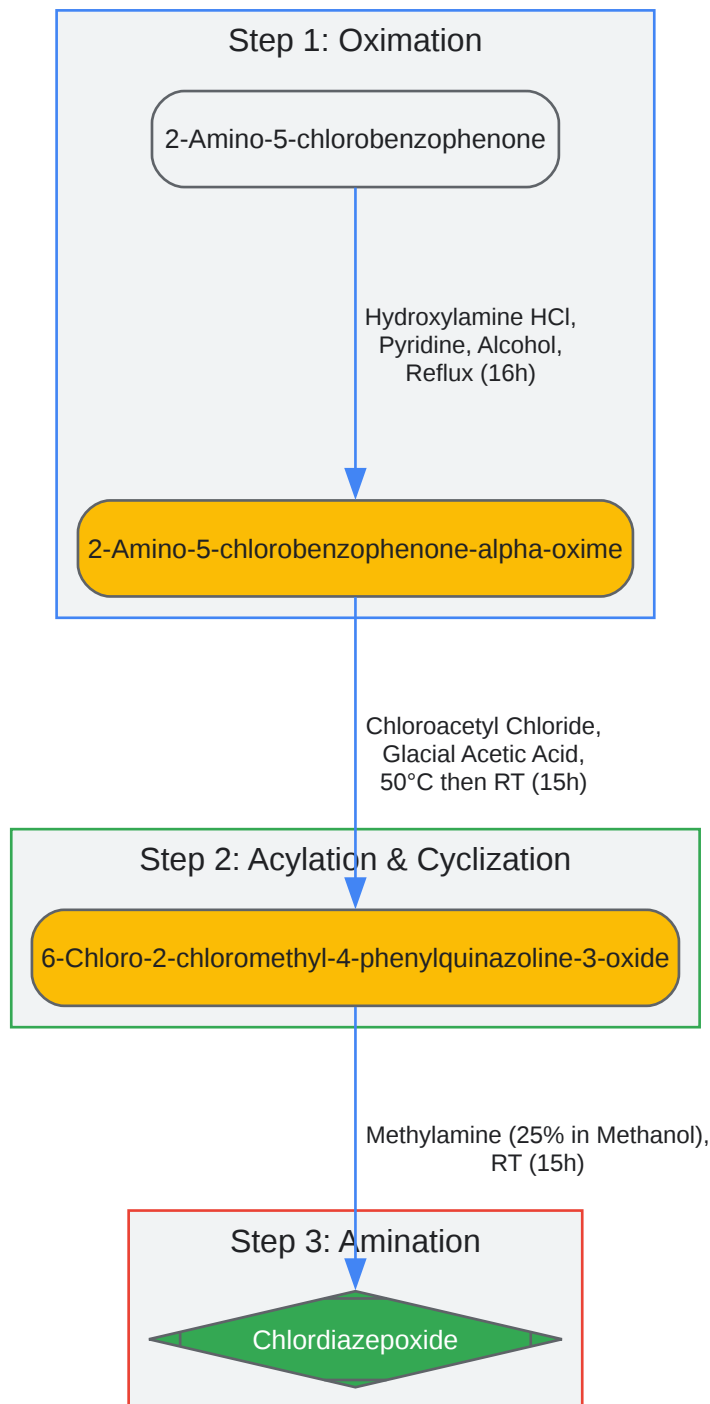 Step 1: Oximation
2-Amino-5-chlorobenzophenone
Hydroxylamine HCl,
Pyridine, Alcohol,
Reflux (16h)
2-Amino-5-chlorobenzophenone-alpha-oxime
Chloroacetyl Chloride,
Glacial Acetic Acid,
50°C then RT (15h)
Step 2: Acylation & Cyclization
6-Chloro-2-chloromethyl-4-phenylquinazoline-3-oxide
Methylamine (25% in Methanol),
RT (15h)
Step 3: Amination
Chlordiazepoxide